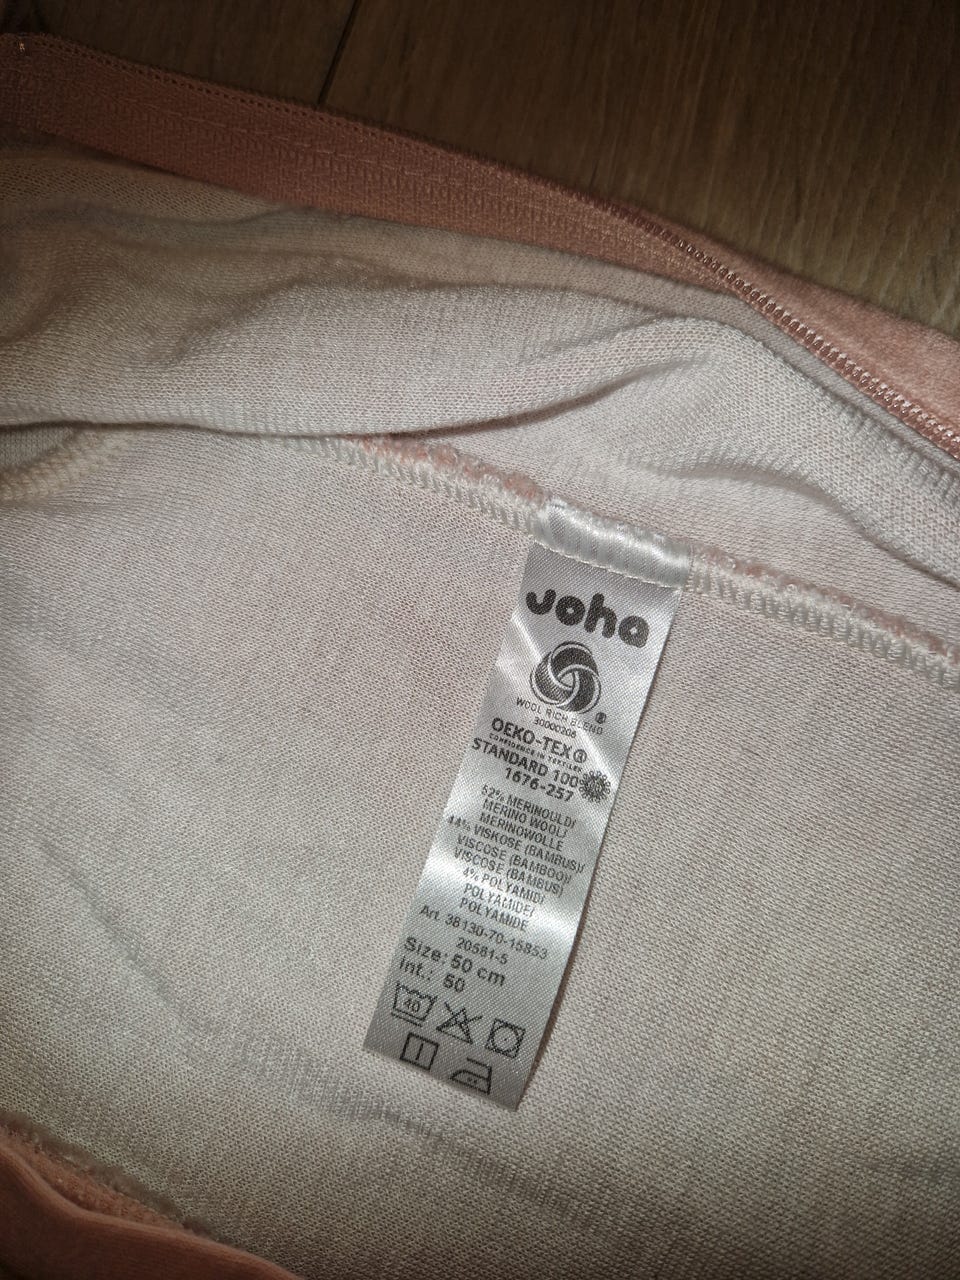 Joha
WOOL RICH BLEND
30000206
OEKO-TEX®
CONFIDENCE IN TEXTILES
STANDARD 100
1676-257
52% MERINOULD/
MERINO WOOL/
MERINOWOLLE
44% VISKOSE (BAMBUS)/
VISCOSE (BAMBOO)/
VISCOSE (BAMBUS)
4% POLYAMID/
POLYAMIDE/
POLYAMIDE
Art. 38130-70-15853
20581-5
Size: 50 cm
Int.: 50
40